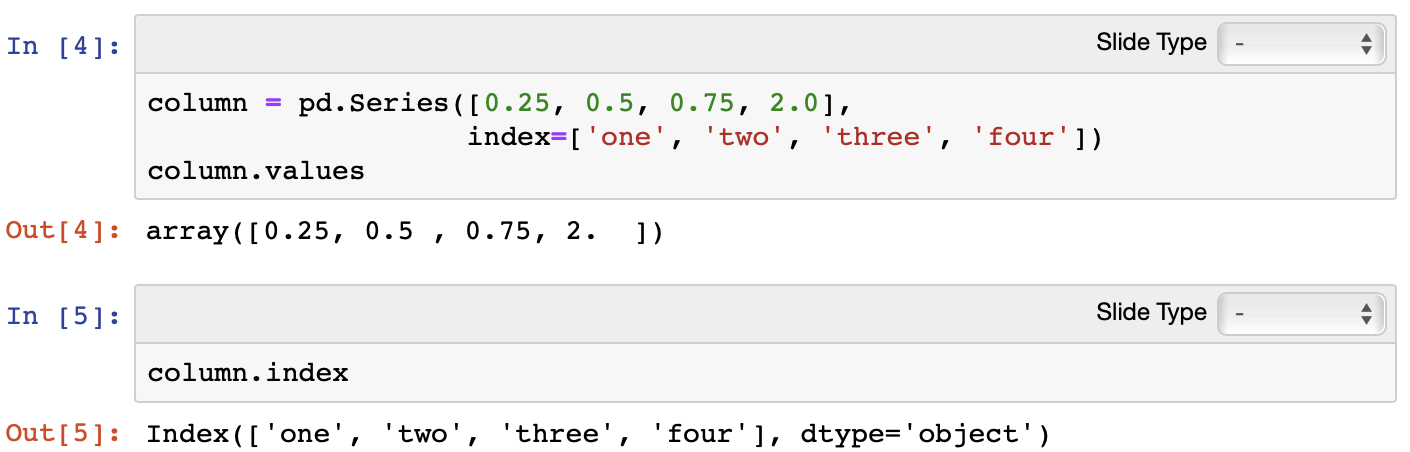 In [4]:
Slide Type -
column = pd.Series([0.25, 0.5, 0.75, 2.0],
                   index=['one', 'two', 'three', 'four'])
column.values
Out[4]: array([0.25, 0.5 , 0.75, 2.  ])
In [5]:
Slide Type -
column.index
Out[5]: Index(['one', 'two', 'three', 'four'], dtype='object')